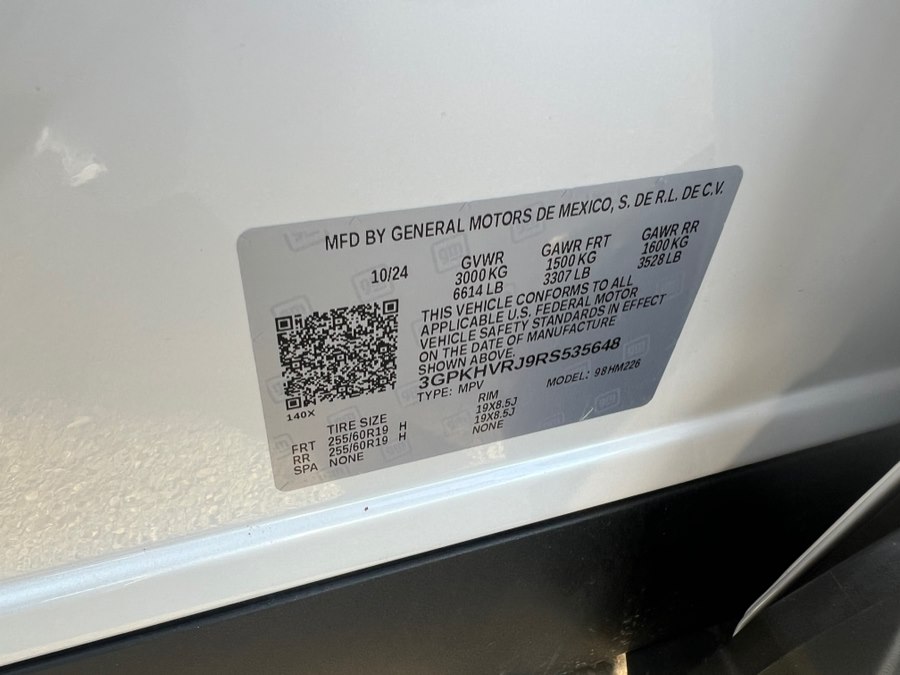 MFD BY GENERAL MOTORS DE MEXICO, S. DE R.L. DE C.V.
10/24 GVWR GAWR FRT GAWR RR
3000 KG 1500 KG 1600 KG
6614 LB 3307 LB 3528 LB
THIS VEHICLE CONFORMS TO ALL
APPLICABLE U.S. FEDERAL MOTOR
VEHICLE SAFETY STANDARDS IN EFFECT
ON THE DATE OF MANUFACTURE
SHOWN ABOVE.
3GPKHVRJ9RS535648
TYPE: MPV MODEL: 98HM226
140X
TIRE SIZE RIM
FRT 255/60R19 H 19X8.5J
RR 255/60R19 H 19X8.5J
SPA NONE NONE